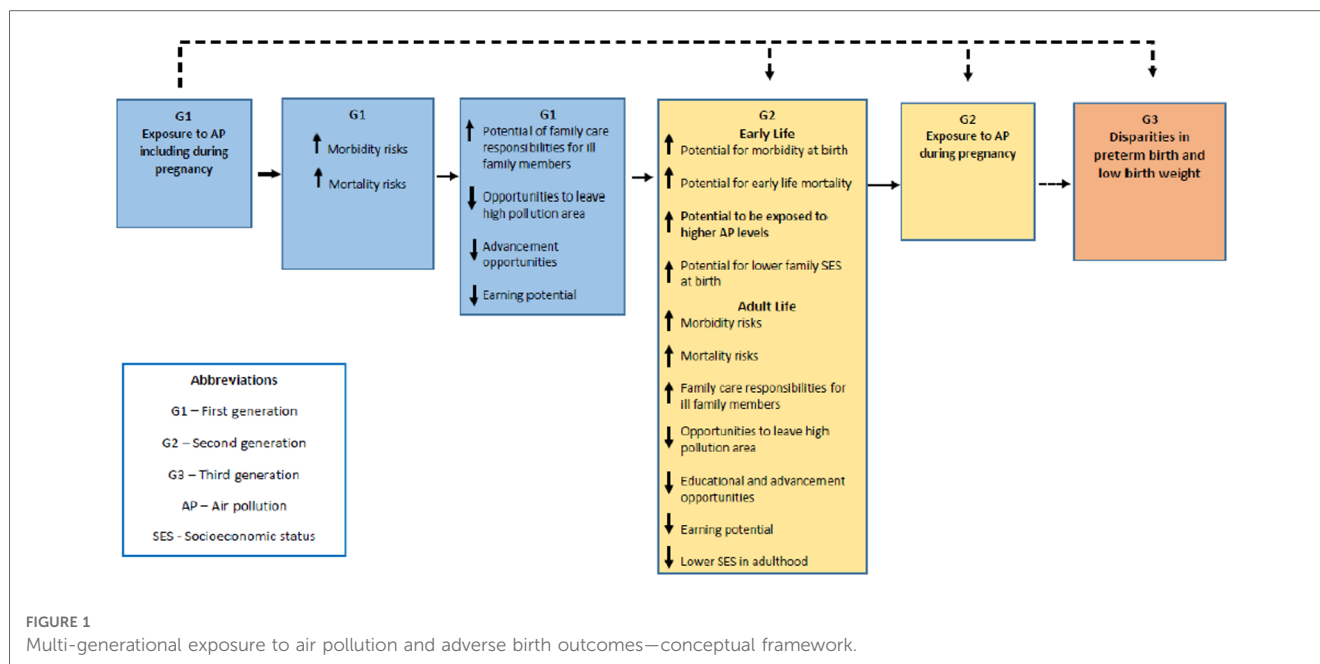 G1
Exposure to AP
including during
pregnancy
G1
Morbidity risks
Mortality risks
G1
Potential of family care
responsibilities for ill
family members
Opportunities to leave
high pollution area
Advancement
opportunities
Earning potential
G2
Early Life
Potential for morbidity at birth
Potential for early life mortality
Potential to be exposed to
higher AP levels
Potential for lower family SES
at birth
Adult Life
Morbidity risks
Mortality risks
Family care responsibilities for
ill family members
Opportunities to leave high
pollution area
Educational and advancement
opportunities
Earning potential
Lower SES in adulthood
G2
Exposure to AP
during pregnancy
G3
Disparities in
preterm birth and
low birth weight
Abbreviations
G1 – First generation
G2 – Second generation
G3 – Third generation
AP – Air pollution
SES - Socioeconomic status
FIGURE 1
Multi-generational exposure to air pollution and adverse birth outcomes—conceptual framework.